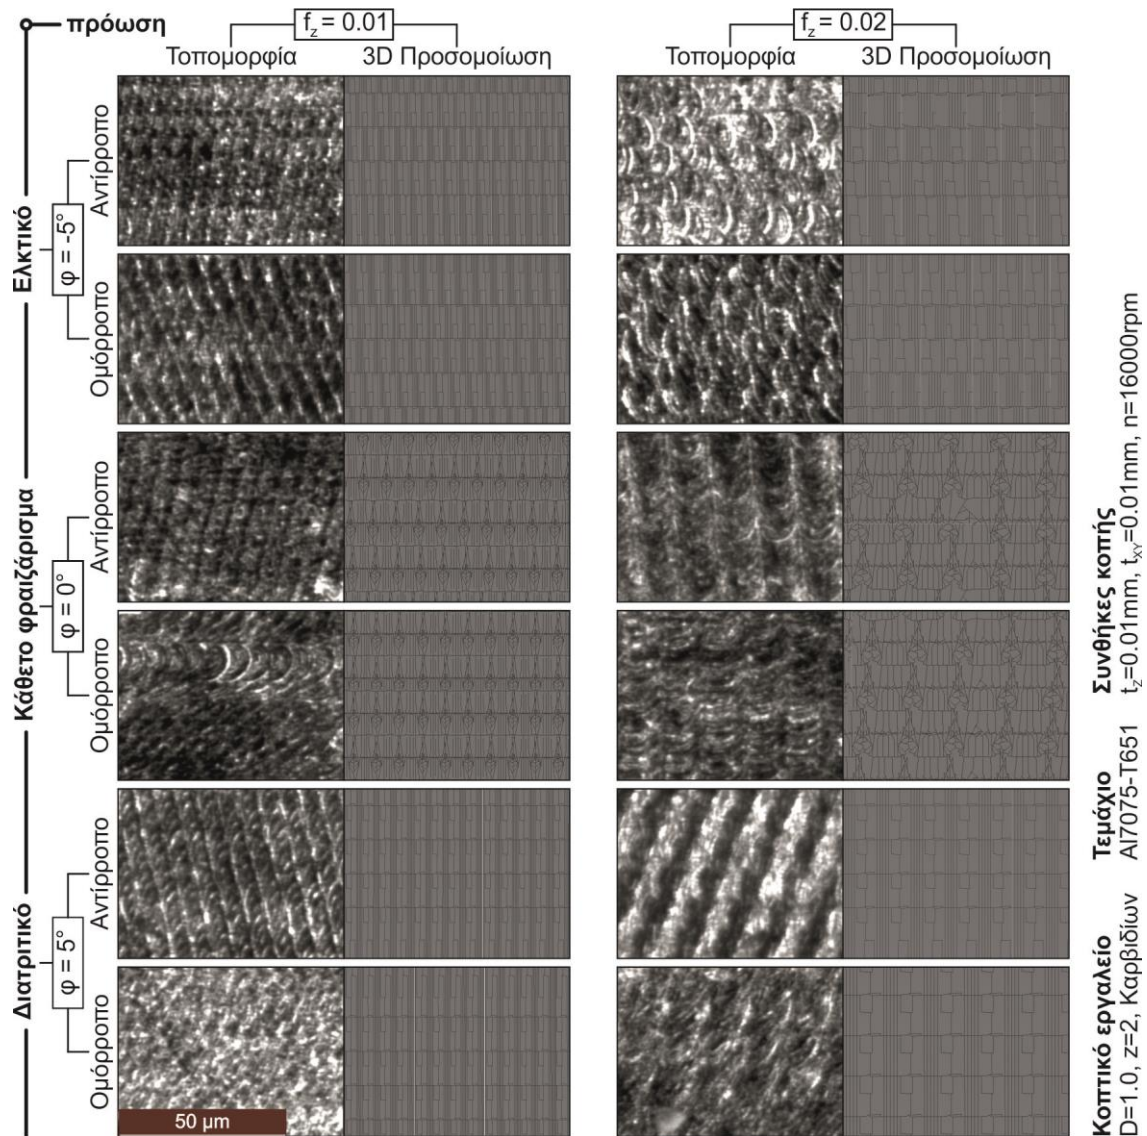 πρόωση
f_z = 0.01
f_z = 0.02
Τοπομορφία
3D Προσομοίωση
Τοπομορφία
3D Προσομοίωση
Ελκτικό
φ = -5°
Αντίρροπο
Ομόρροπο
Κάθετο φραιζάρισμα
φ = 0°
Αντίρροπο
Ομόρροπο
Διατριτικό
φ = 5°
Αντίρροπο
Ομόρροπο
50 μm
Κοπτικό εργαλείο
D=1.0, z=2, Καρβιδίων
Τεμάχιο
Al7075-T651
Συνθήκες κοπής
t_z=0.01mm, t_XY=0.01mm, n=16000rpm